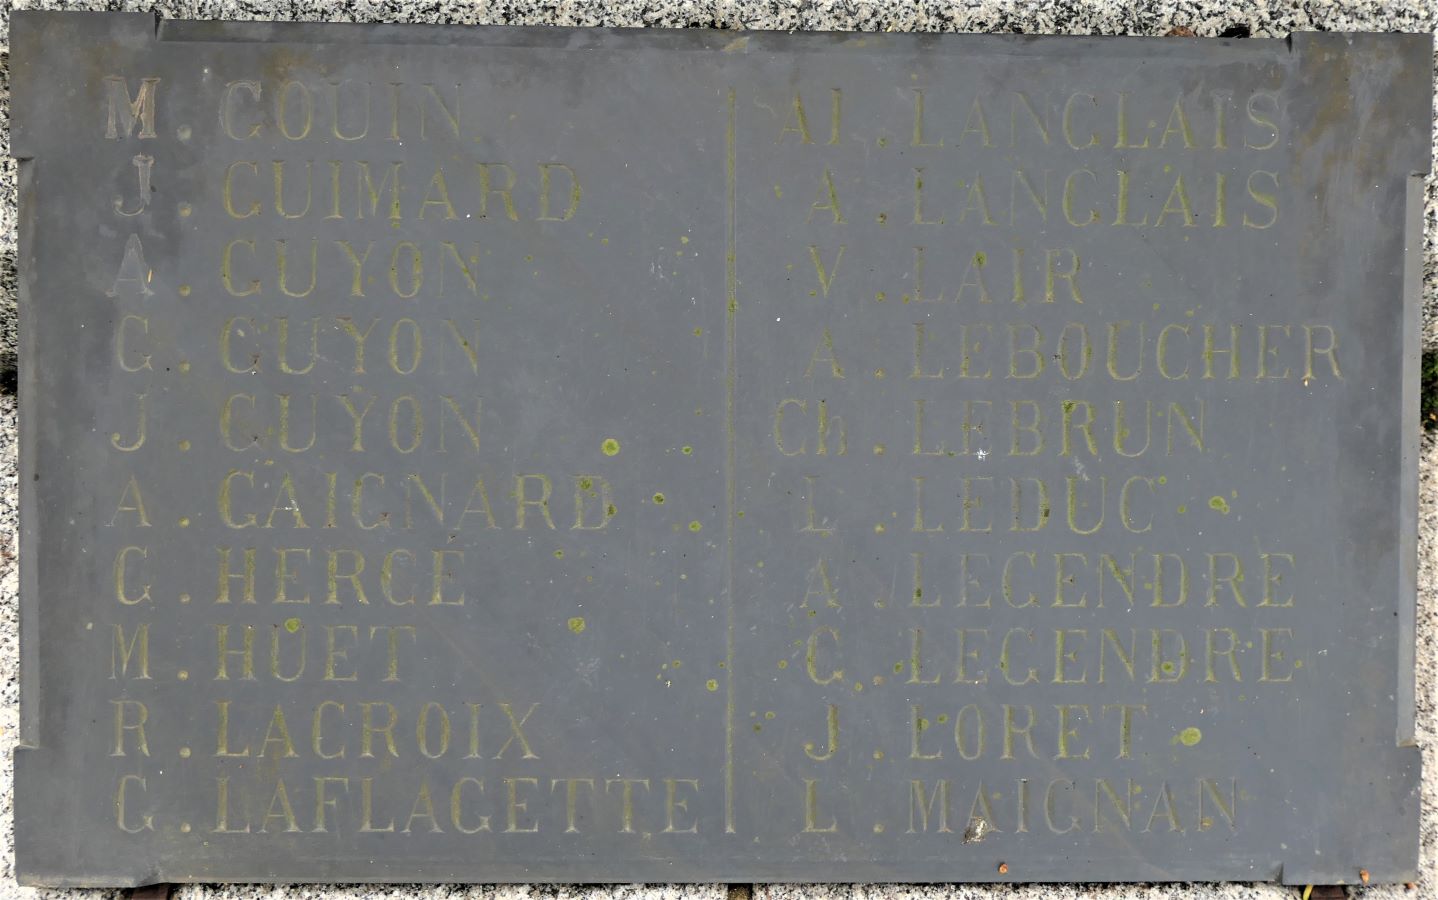 M. GOUIN
J. GUIMARD
A. GUYON
G. GUYON
J. GUYON
A. GAIGNARD
G. HERGE
M. HUET
R. LACROIX
G. LAFLAGETTE
Al. LANGLAIS
A. LANGLAIS
V. LAIR
A. LEBOUCHER
Ch. LEBRUN
L. LEDUC
A. LEGENDRE
G. LEGENDRE
J. LORET
L. MAIGNAN